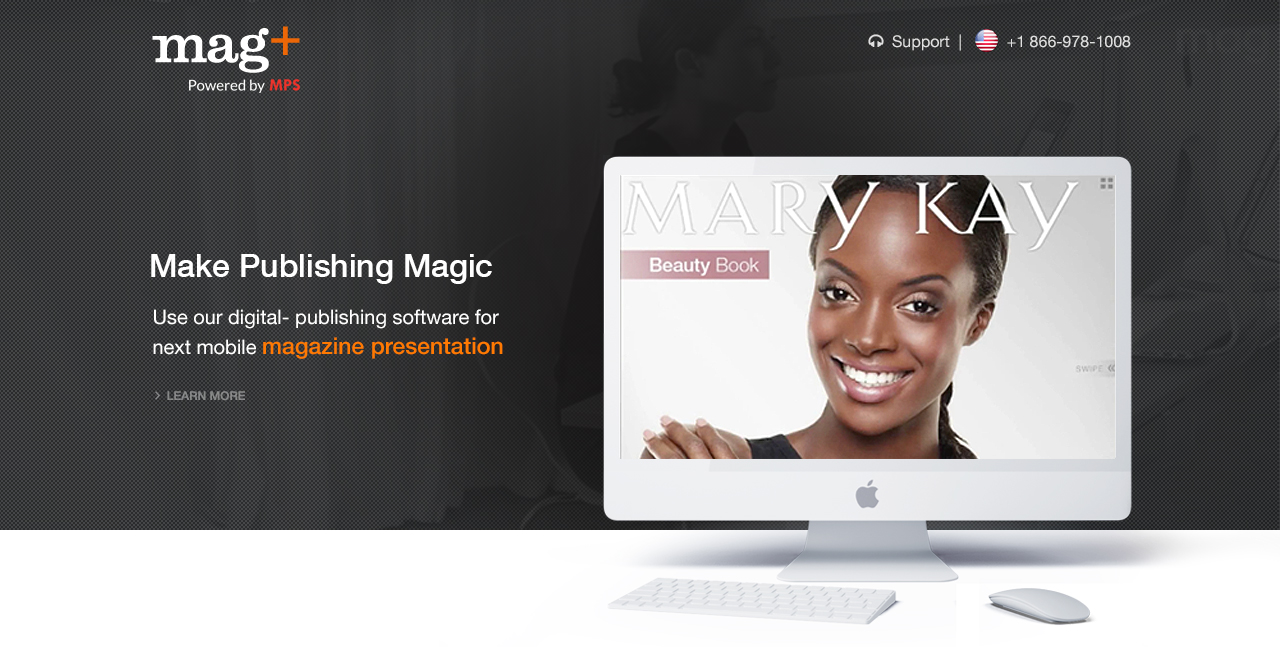 mag+
Powered by MPS
Support | +1 866-978-1008
MARY KAY
Beauty Book
Make Publishing Magic
Use our digital- publishing software for
next mobile magazine presentation
SWIPE
> LEARN MORE